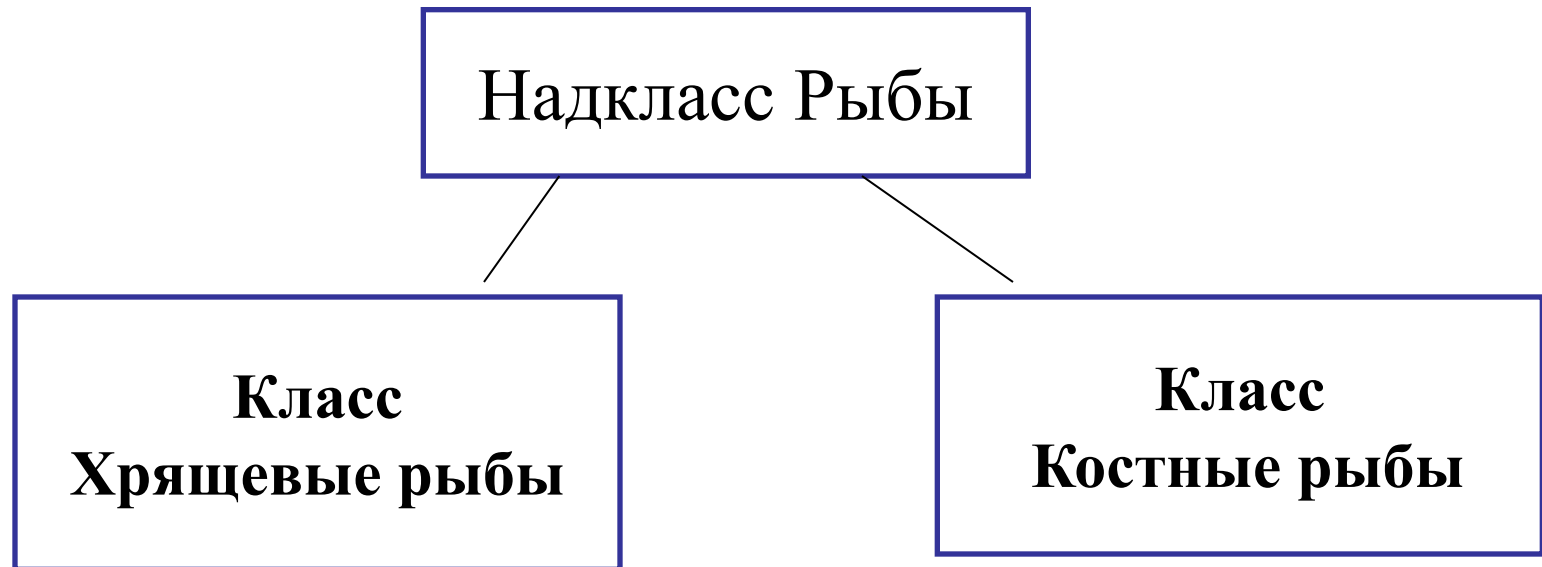 Надкласс Рыбы
Класс
Хрящевые рыбы
Класс
Костные рыбы